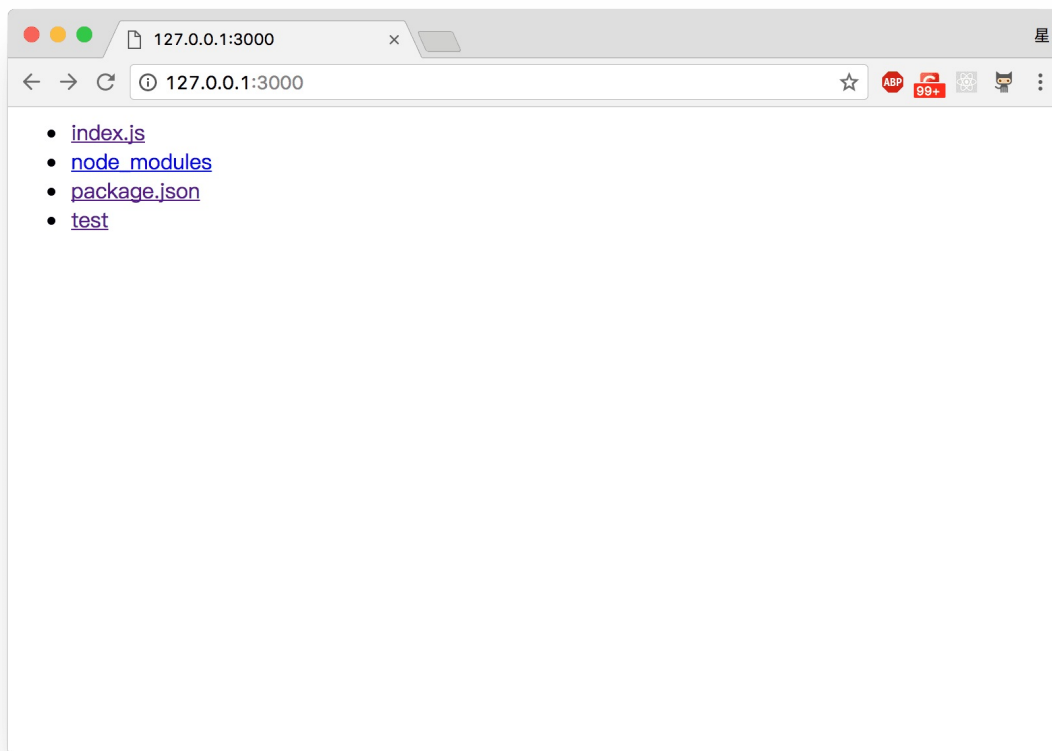 127.0.0.1:3000
星
127.0.0.1:3000
ABP
99+
index.js
node_modules
package.json
test